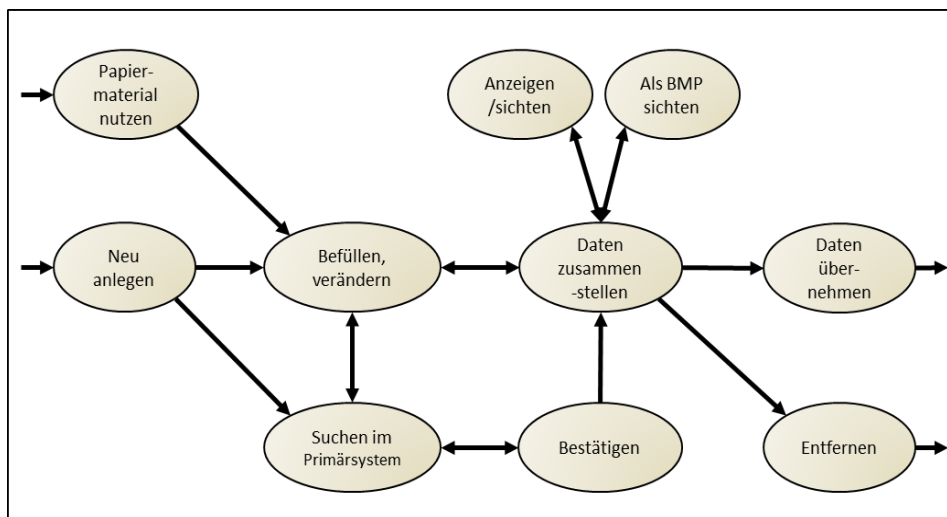 Papier-
material
nutzen
Anzeigen
/sichten
Als BMP
sichten
Neu
anlegen
Befüllen,
verändern
Daten
zusammen
-stellen
Daten
über-
nehmen
Suchen im
Primärsystem
Bestätigen
Entfernen